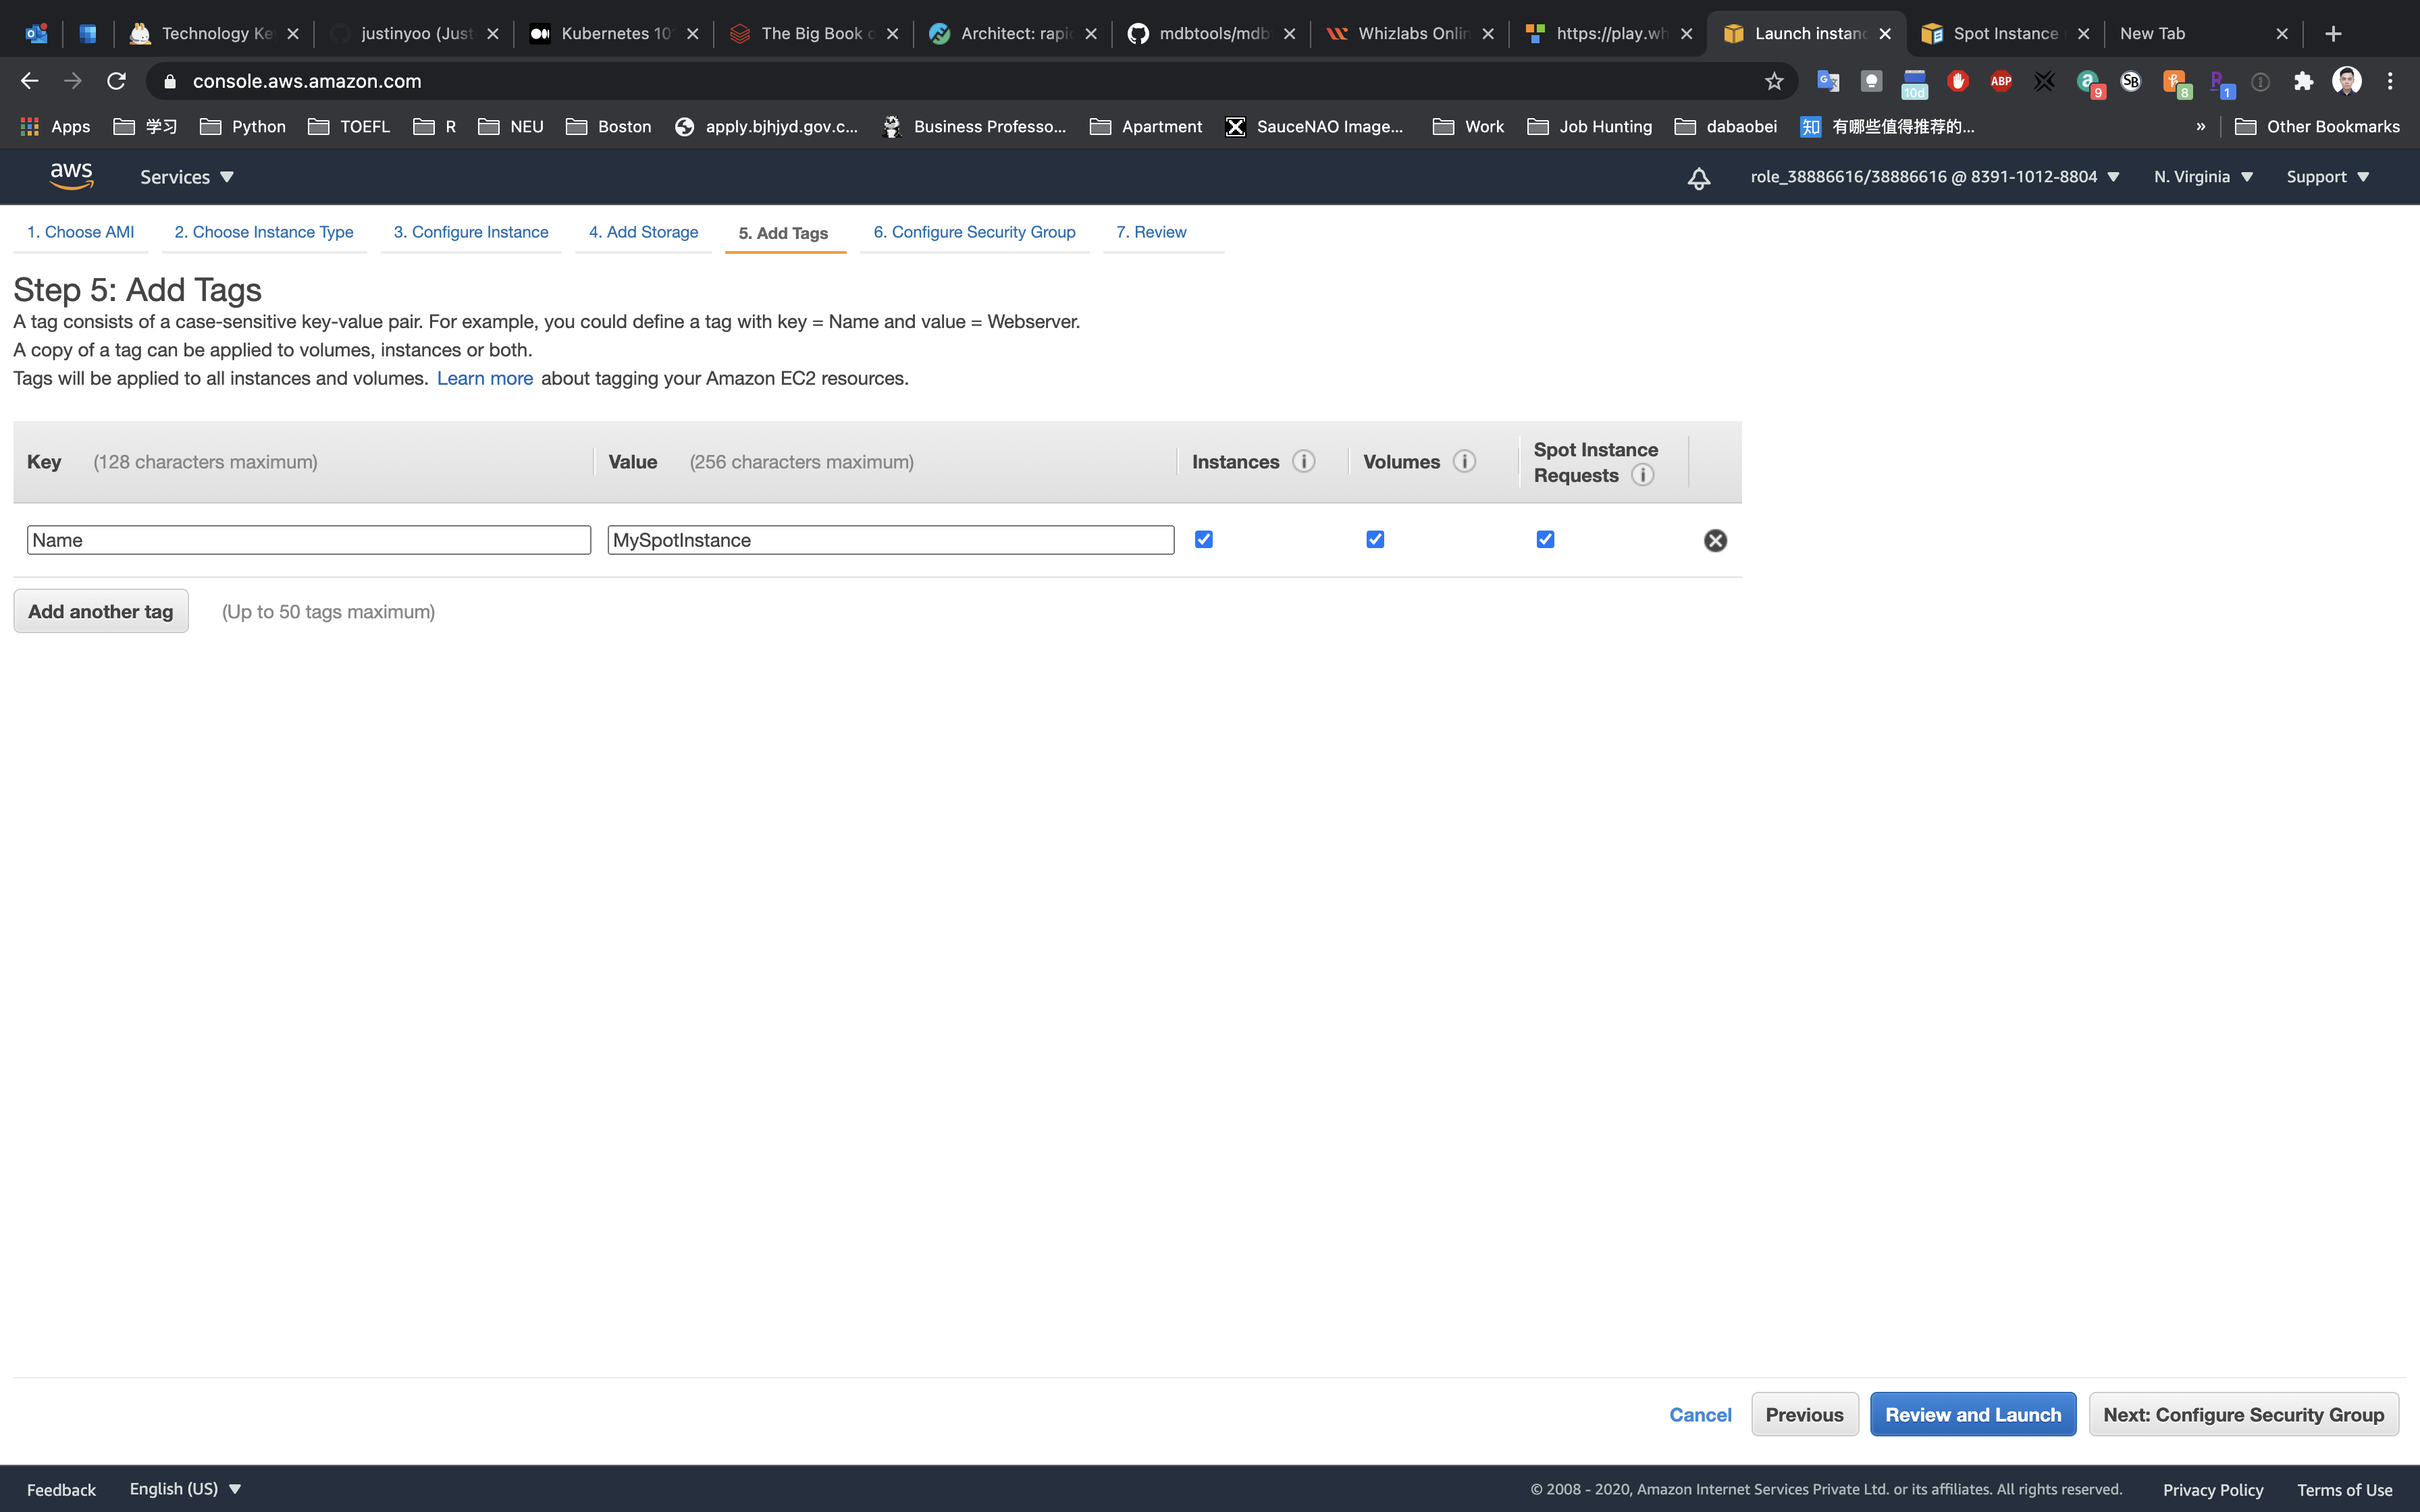 Technology Ke
justinyoo (Just
Kubernetes 10
The Big Book o
Architect: rapi
mdbtools/mdb
Whizlabs Onlin
https://play.wh
Launch instanc
Spot Instance
New Tab
console.aws.amazon.com
10d
ABP
9
SB
8
1
Apps
学习
Python
TOEFL
R
NEU
Boston
apply.bjhjyd.gov.c...
Business Professo...
Apartment
SauceNAO Image...
Work
Job Hunting
dabaobei
知 有哪些值得推荐的...
»
Other Bookmarks
aws
Services
role_38886616/38886616 @ 8391-1012-8804
N. Virginia
Support
1. Choose AMI
2. Choose Instance Type
3. Configure Instance
4. Add Storage
5. Add Tags
6. Configure Security Group
7. Review
Step 5: Add Tags
A tag consists of a case-sensitive key-value pair. For example, you could define a tag with key = Name and value = Webserver.
A copy of a tag can be applied to volumes, instances or both.
Tags will be applied to all instances and volumes. Learn more about tagging your Amazon EC2 resources.
Key (128 characters maximum)
Value (256 characters maximum)
Instances
Volumes
Spot Instance
Requests
Name
MySpotInstance
Add another tag
(Up to 50 tags maximum)
Cancel
Previous
Review and Launch
Next: Configure Security Group
Feedback
English (US)
© 2008 - 2020, Amazon Internet Services Private Ltd. or its affiliates. All rights reserved.
Privacy Policy
Terms of Use